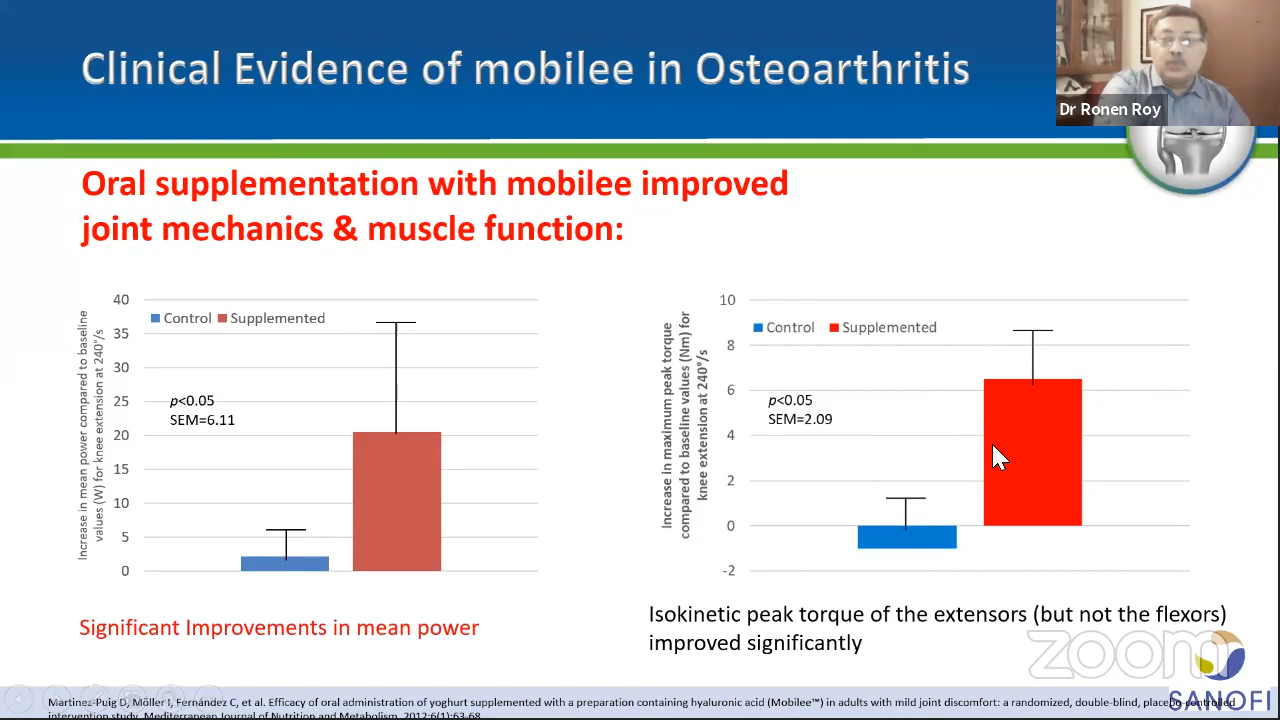 Clinical Evidence of mobilee in Osteoarthritis
Dr Ronen Roy
Oral supplementation with mobilee improved
joint mechanics & muscle function:
Increase in mean power compared to baseline
values (W) for knee extension at 240°/s
40
35
30
25
20
15
10
5
0
Control Supplemented
p<0.05
SEM=6.11
Significant Improvements in mean power
Increase in maximum peak torque
compared to baseline values (Nm) for
knee extension at 240°/s
10
8
6
4
2
0
-2
Control Supplemented
p<0.05
SEM=2.09
Isokinetic peak torque of the extensors (but not the flexors)
improved significantly
zoom
SANOFI
Martinez-Puig D, Möller I, Fernández C, et al. Efficacy of oral administration of yoghurt supplemented with a preparation containing hyaluronic acid (Mobilee™) in adults with mild joint discomfort: a randomized, double-blind, placebo-controlled
intervention study. Mediterranean Journal of Nutrition and Metabolism. 2012;6(1):63-68